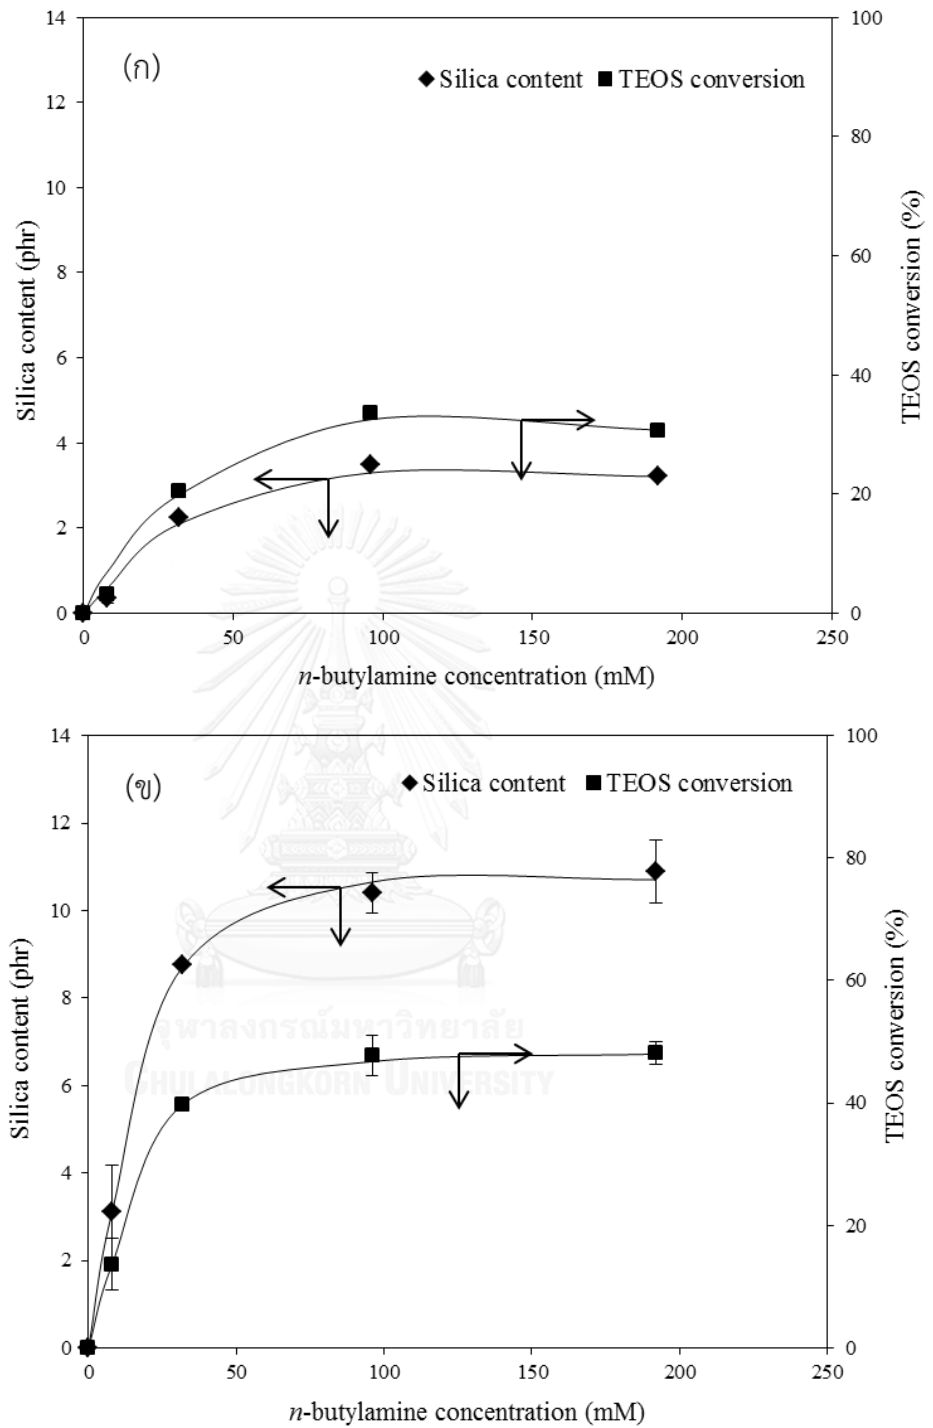 (ก)
Silica content TEOS conversion
14
12
10
8
6
4
2
0
Silica content (phr)
100
80
60
40
20
0
TEOS conversion (%)
0 50 100 150 200 250
n-butylamine concentration (mM)
(ข)
Silica content TEOS conversion
14
12
10
8
6
4
2
0
Silica content (phr)
100
80
60
40
20
0
TEOS conversion (%)
จุฬาลงกรณ์มหาวิทยาลัย
CHULALONGKORN UNIVERSITY
0 50 100 150 200 250
n-butylamine concentration (mM)